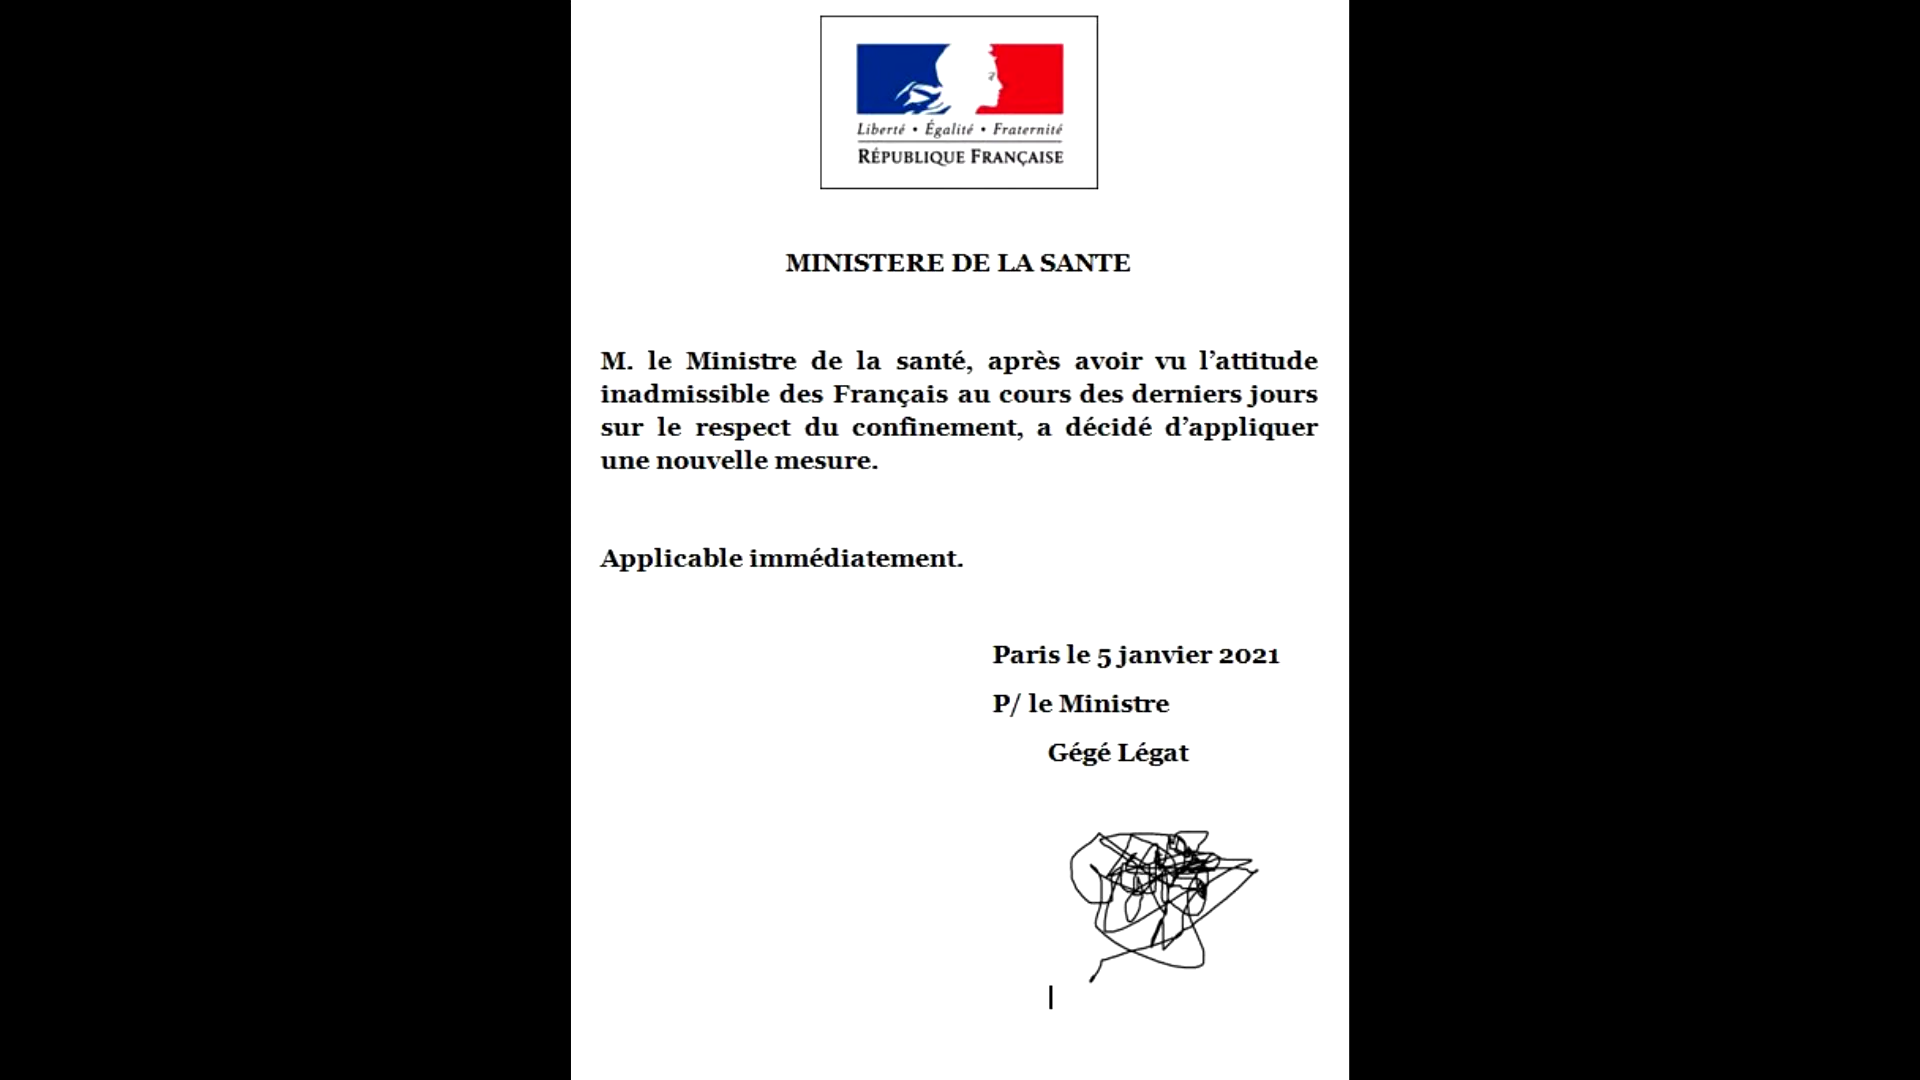 Liberté • Égalité • Fraternité
RÉPUBLIQUE FRANÇAISE
MINISTERE DE LA SANTE
M. le Ministre de la santé, après avoir vu l’attitude
inadmissible des Français au cours des derniers jours
sur le respect du confinement, a décidé d’appliquer
une nouvelle mesure.
Applicable immédiatement.
Paris le 5 janvier 2021
P/ le Ministre
Gégé Légat